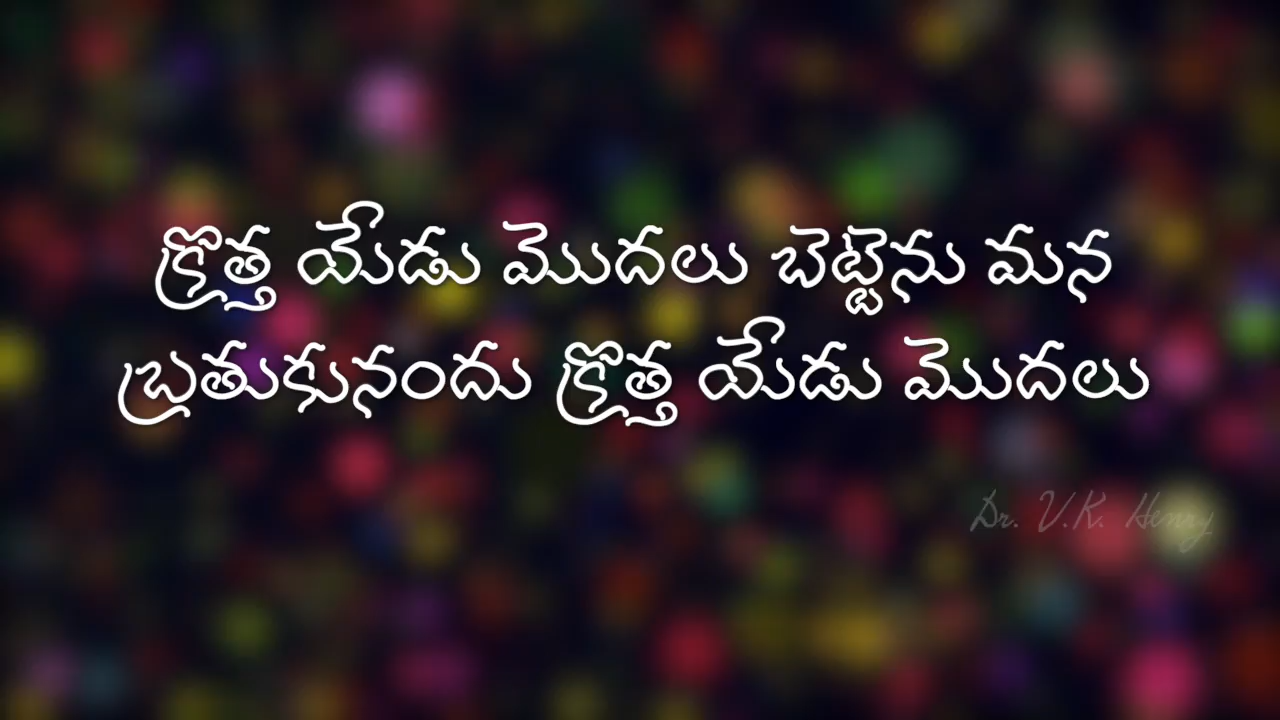 క్రొత్త యేడు మొదలు బెట్టెను మన
బ్రతుకునందు క్రొత్త యేడు మొదలు
Dr. V.K. Henry